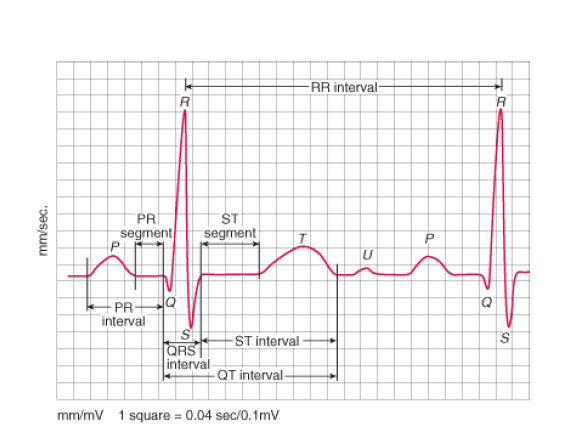 RR interval
R
R
PR
segment
ST
segment
mm/sec.
P
T
U
P
PR
interval
Q
S
QRS
interval
ST interval
QT interval
Q
S
mm/mV 1 square = 0.04 sec/0.1mV